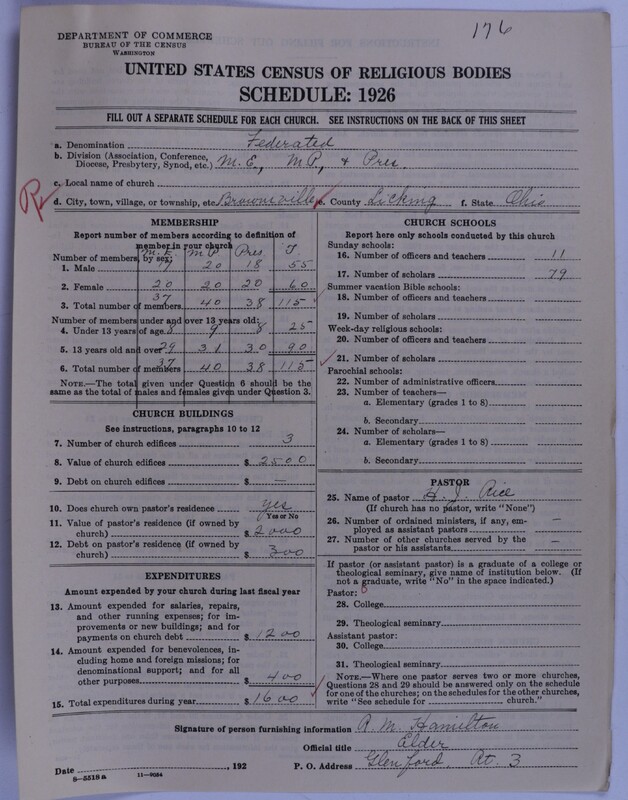 176
DEPARTMENT OF COMMERCE
BUREAU OF THE CENSUS
WASHINGTON
UNITED STATES CENSUS OF RELIGIOUS BODIES
SCHEDULE: 1926
FILL OUT A SEPARATE SCHEDULE FOR EACH CHURCH. SEE INSTRUCTIONS ON THE BACK OF THIS SHEET
a. Denomination Federated
b. Division (Association, Conference, Diocese, Presbytery, Synod, etc.) M.E., M.P., & Pres.
c. Local name of church
d. City, town, village, or township, etc. Brownsville e. County Licking f. State Ohio
MEMBERSHIP
Report number of members according to definition of member in your church
M.E. M P Pres T
Number of members, by sex:
1. Male 17 20 18 55
2. Female 20 20 20 60
3. Total number of members 37 40 38 115
Number of members under and over 13 years old:
4. Under 13 years of age 8 9 8 25
5. 13 years old and over 29 31 30 90
6. Total number of members 37 40 38 115
NOTE.—The total given under Question 6 should be the same as the total of males and females given under Question 3.
CHURCH BUILDINGS
See instructions, paragraphs 10 to 12
7. Number of church edifices 3
8. Value of church edifices $ 2500
9. Debt on church edifices $ —
10. Does church own pastor's residence yes
Yes or No
11. Value of pastor's residence (if owned by church) $ 2000
12. Debt on pastor's residence (if owned by church) $ 300
EXPENDITURES
Amount expended by your church during last fiscal year
13. Amount expended for salaries, repairs, and other running expenses; for improvements or new buildings; and for payments on church debt $ 1200
14. Amount expended for benevolences, including home and foreign missions; for denominational support; and for all other purposes $ 400
15. Total expenditures during year $ 1600
CHURCH SCHOOLS
Report here only schools conducted by this church
Sunday schools:
16. Number of officers and teachers 11
17. Number of scholars 79
Summer vacation Bible schools:
18. Number of officers and teachers
19. Number of scholars
Week-day religious schools:
20. Number of officers and teachers
21. Number of scholars
Parochial schools:
22. Number of administrative officers
23. Number of teachers—
a. Elementary (grades 1 to 8)
b. Secondary
24. Number of scholars—
a. Elementary (grades 1 to 8)
b. Secondary
PASTOR
25. Name of pastor H. J. Rice
(If church has no pastor, write "None")
26. Number of ordained ministers, if any, employed as assistant pastors —
27. Number of other churches served by the pastor or his assistants —
If pastor (or assistant pastor) is a graduate of a college or theological seminary, give name of institution below. (If not a graduate, write "No" in the space indicated.)
Pastor:
28. College
29. Theological seminary
Assistant pastor:
30. College
31. Theological seminary
NOTE.—Where one pastor serves two or more churches, Questions 28 and 29 should be answered only on the schedule for one of the churches; on the schedules for the other churches, write "See schedule for church."
Signature of person furnishing information R. M. Hamilton
Official title Elder
Date , 192 P. O. Address Glenford, Rt. 3
8—5518 a 11—9054